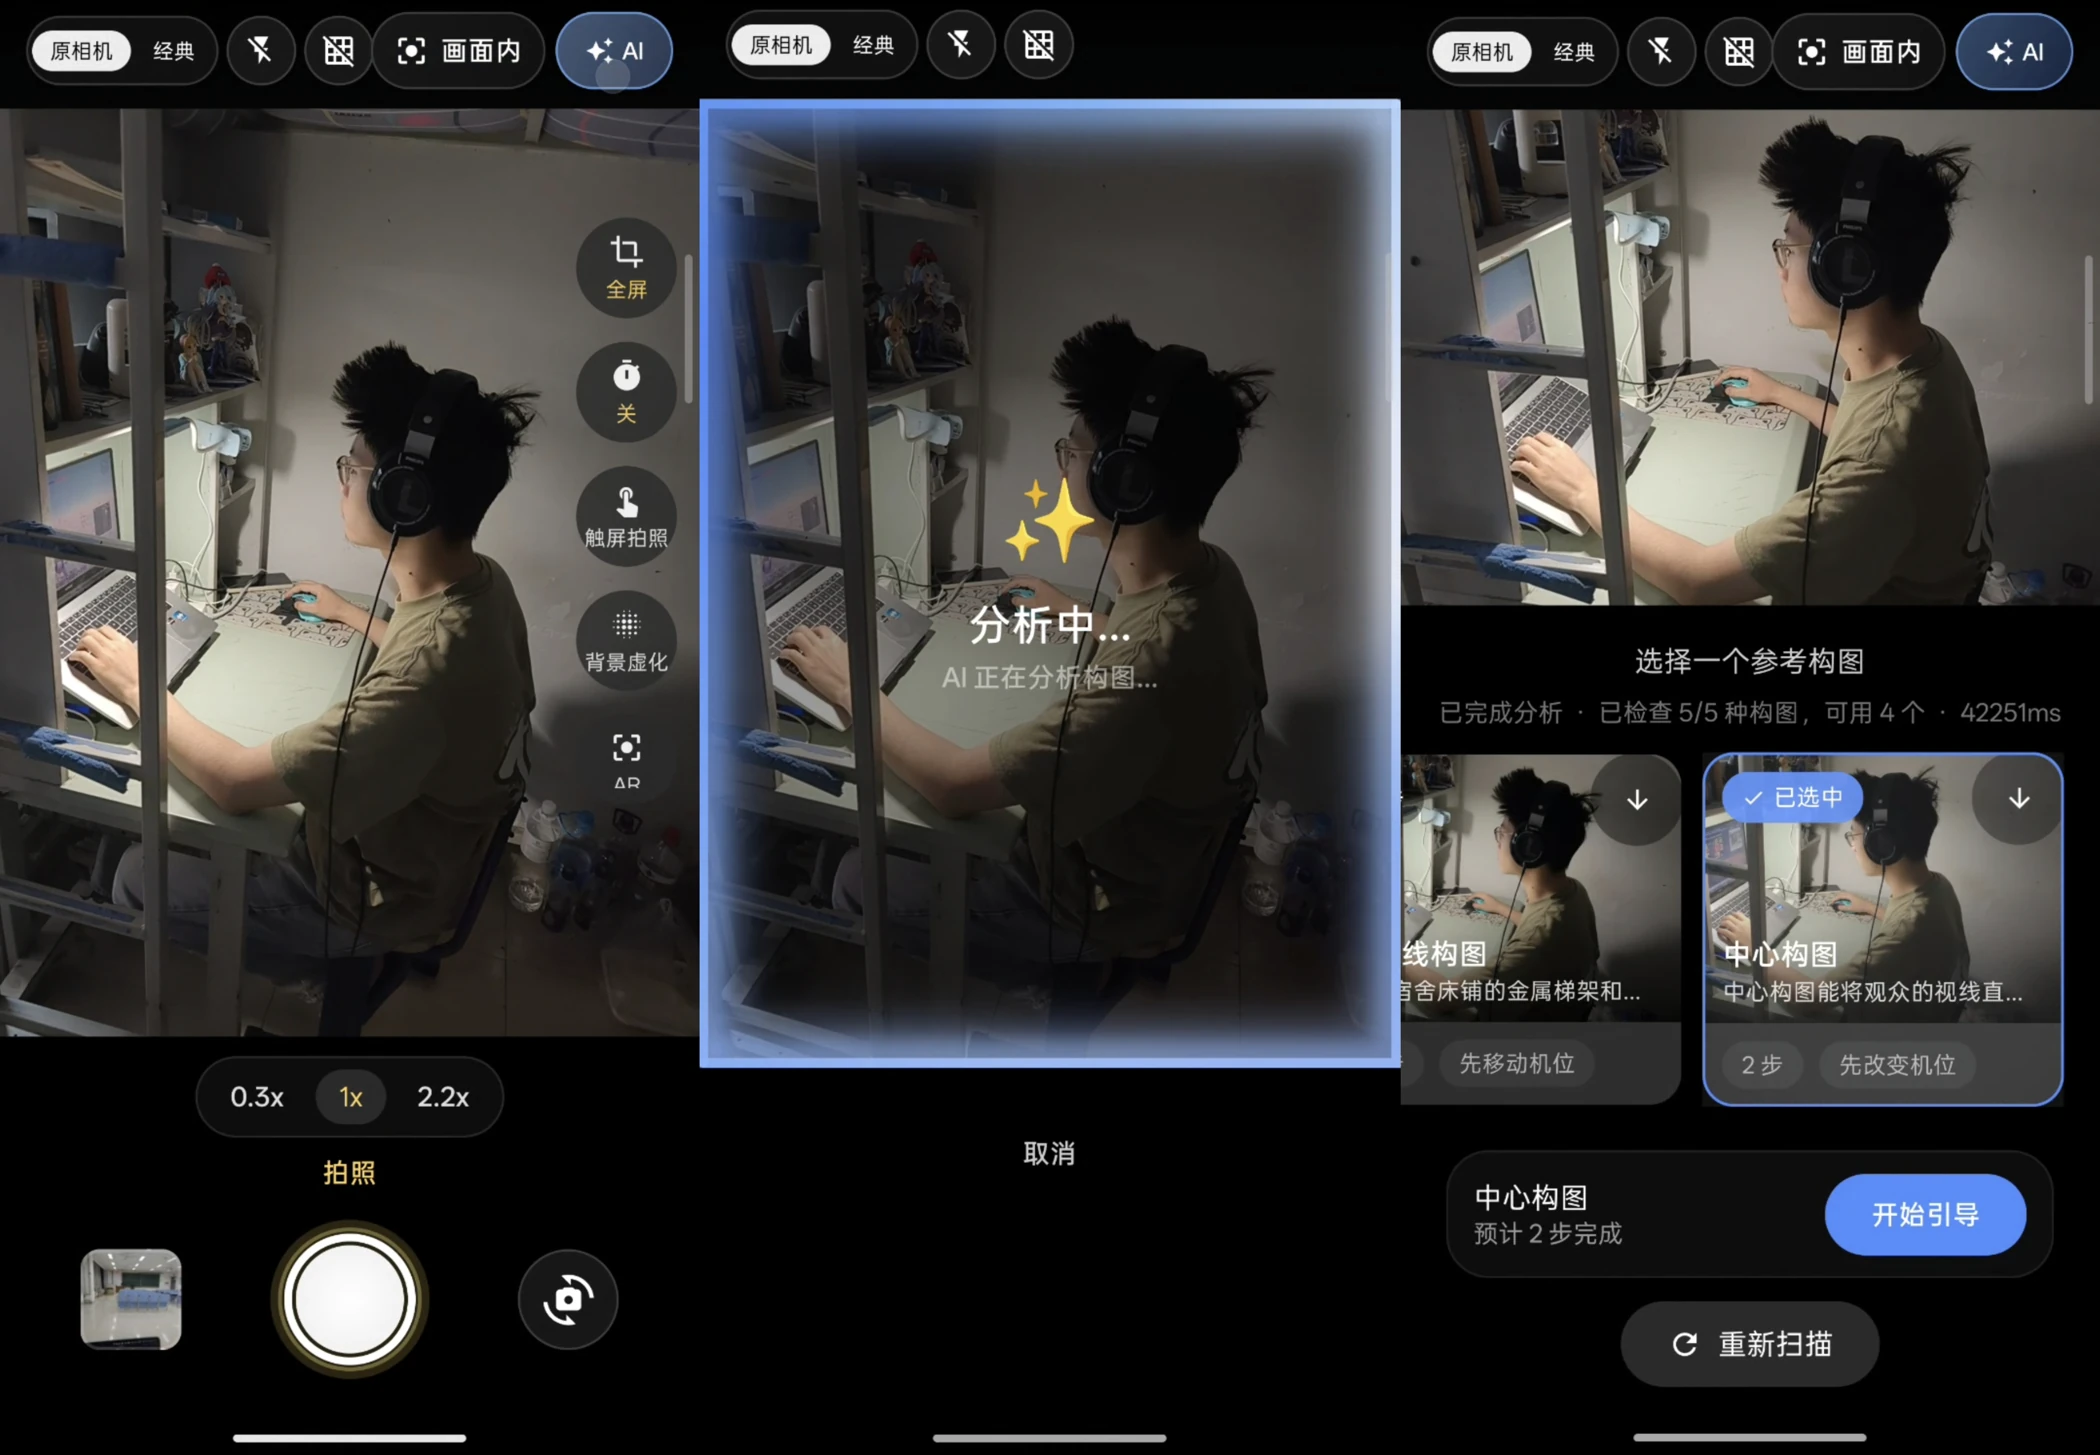 原相机
经典
画面内
AI
全屏
关
触屏拍照
背景虚化
AR
0.3x
1x
2.2x
拍照
原相机
经典
分析中...
AI 正在分析构图...
取消
原相机
经典
画面内
AI
选择一个参考构图
已完成分析 · 已检查 5/5 种构图，可用 4 个 · 42251ms
线构图
宿舍床铺的金属梯架和...
先移动机位
已选中
中心构图
中心构图能将观众的视线直...
2 步
先改变机位
中心构图
预计 2 步完成
开始引导
重新扫描